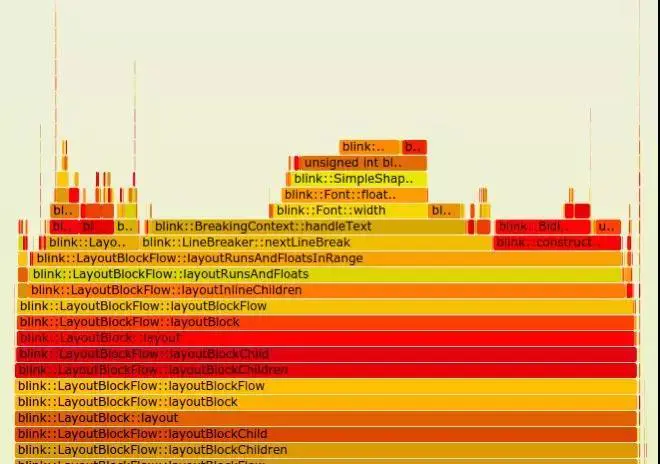 blink:.. b..
unsigned int bl..
blink::SimpleShap..
blink::Font::float..
bl.. blink::Font::width bl..
bl.. bl b.. blink::BreakingContext::handleText blink::Bidi.. u..
blink::Layo.. blink::LineBreaker::nextLineBreak blink::construct..
blink::LayoutBlockFlow::layoutRunsAndFloatsInRange
blink::LayoutBlockFlow::layoutRunsAndFloats
blink::LayoutBlockFlow::layoutInlineChildren
blink::LayoutBlockFlow::layoutBlockFlow
blink::LayoutBlockFlow::layoutBlock
blink::LayoutBlock::layout
blink::LayoutBlockFlow::layoutBlockChild
blink::LayoutBlockFlow::layoutBlockChildren
blink::LayoutBlockFlow::layoutBlockFlow
blink::LayoutBlockFlow::layoutBlock
blink::LayoutBlock::layout
blink::LayoutBlockFlow::layoutBlockChild
blink::LayoutBlockFlow::layoutBlockChildren